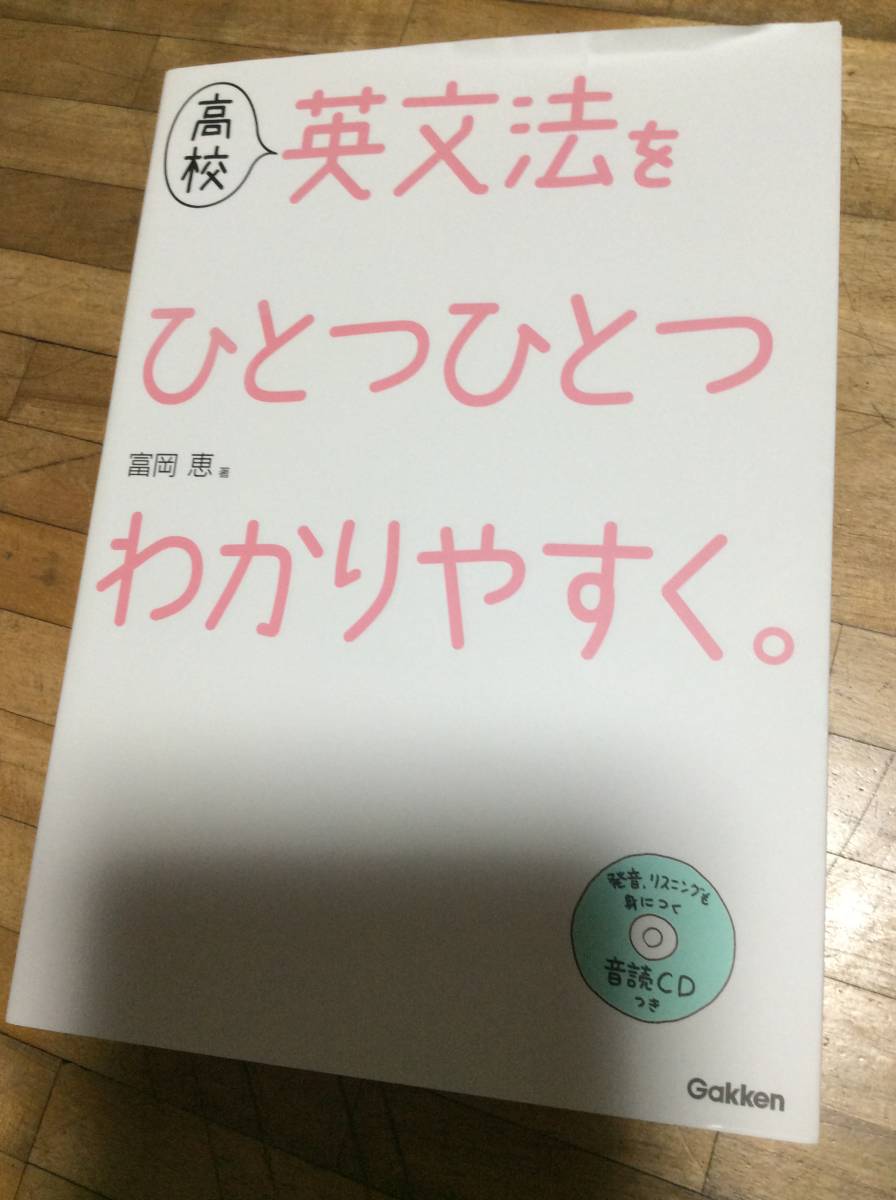 高校
英文法を
ひとつひとつ
富岡 恵 著
わかりやすく。
発音、リスニングも
身につく
音読CD
つき
Gakken